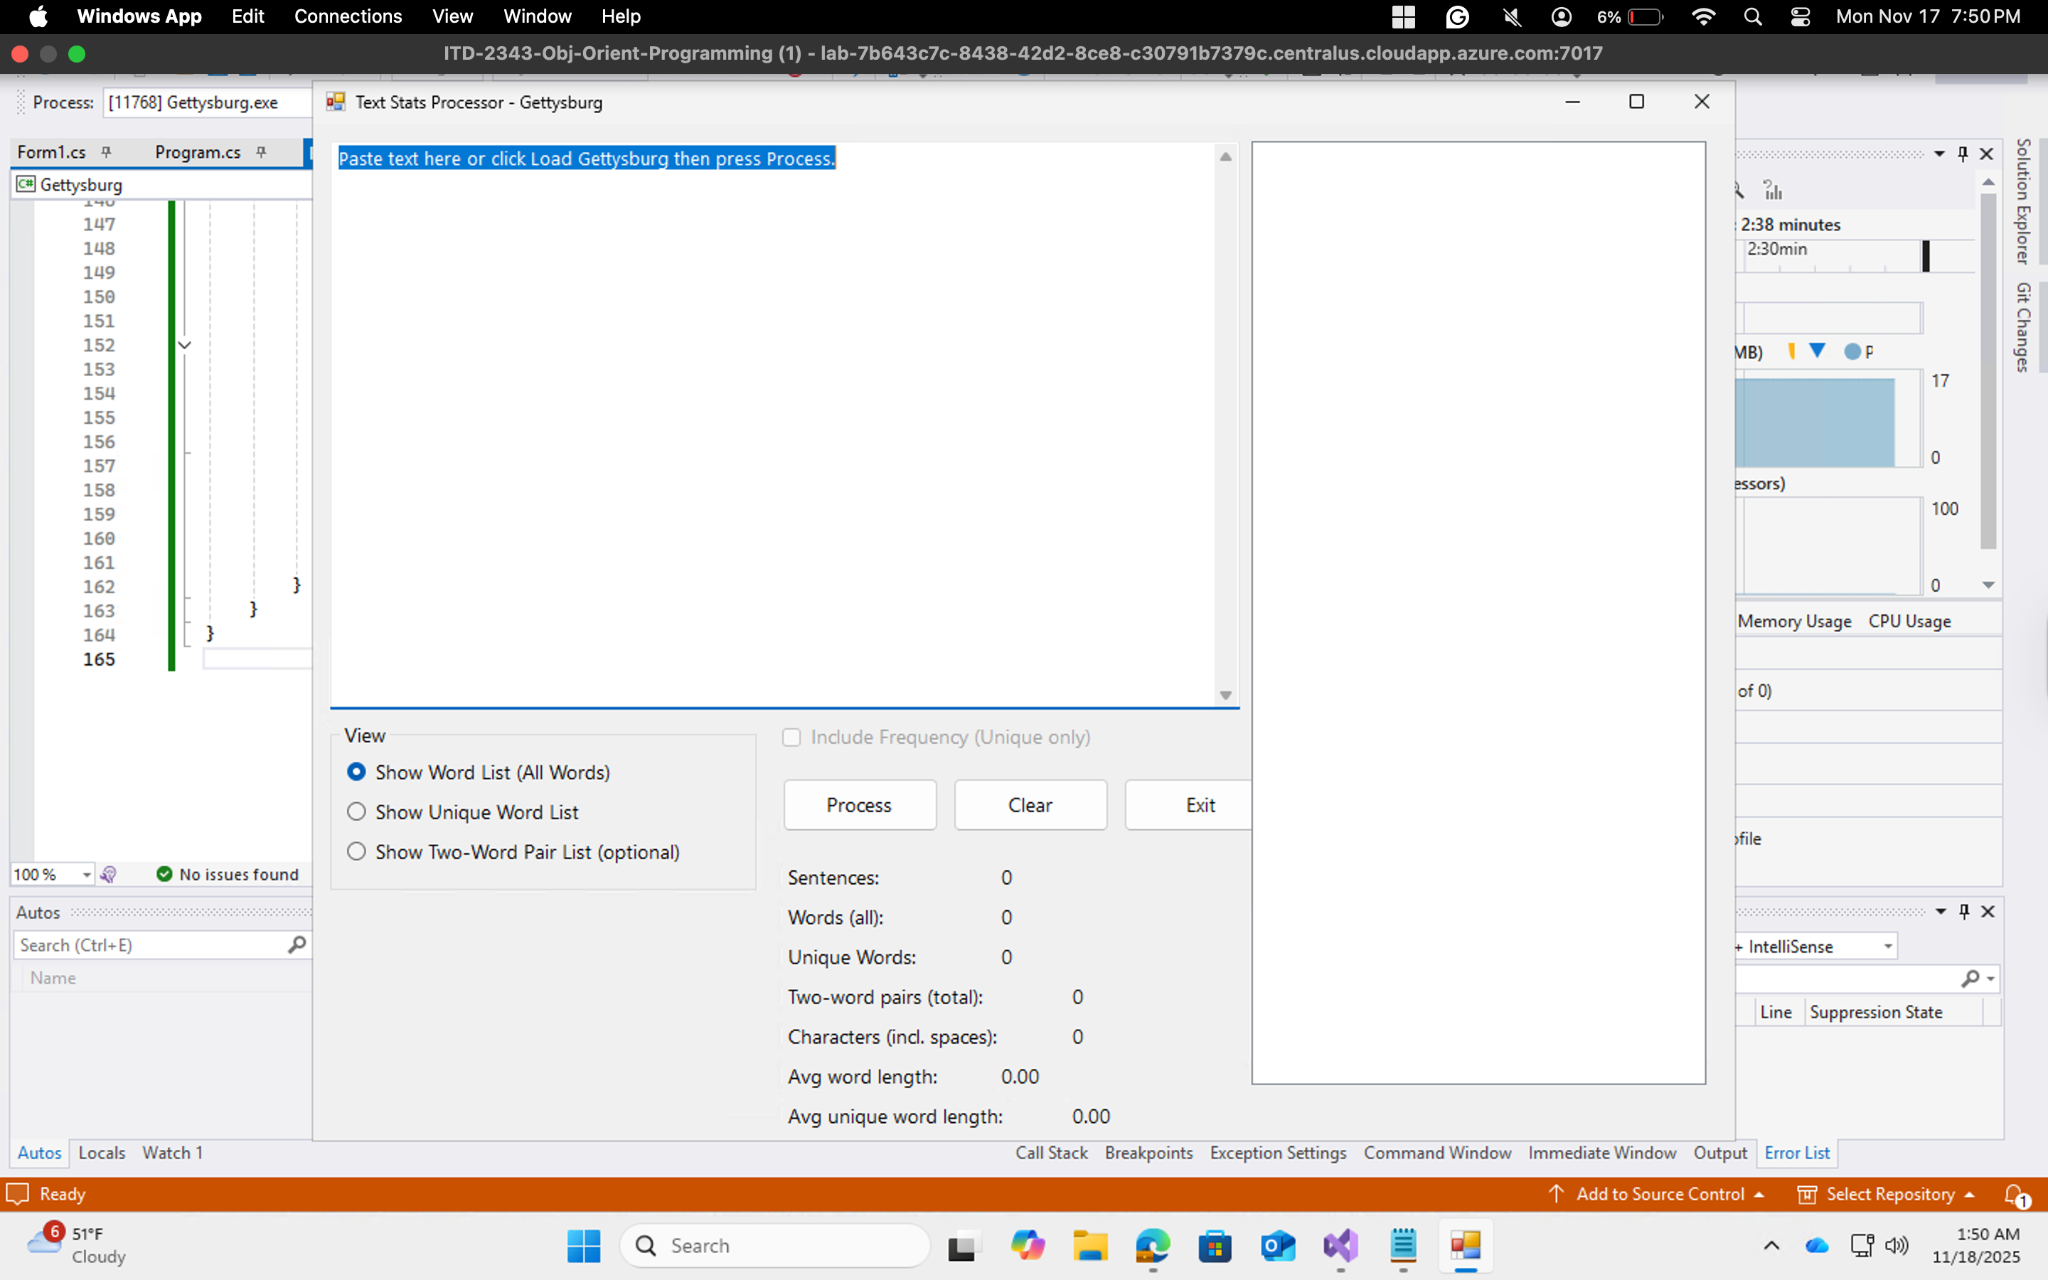 Windows App Edit Connections View Window Help 6% Mon Nov 17 7:50 PM
ITD-2343-Obj-Orient-Programming (1) - lab-7b643c7c-8438-42d2-8ce8-c30791b7379c.centralus.cloudapp.azure.com:7017
Process: [11768] Gettysburg.exe
Text Stats Processor - Gettysburg
Form1.cs Program.cs
C# Gettysburg
Paste text here or click Load Gettysburg then press Process.
147
148
149
150
151
152
153
154
155
156
157
158
159
160
161
162 }
163 }
164 }
165
100 % No issues found
Autos
Search (Ctrl+E)
Name
Autos Locals Watch 1
View
Show Word List (All Words)
Show Unique Word List
Show Two-Word Pair List (optional)
Include Frequency (Unique only)
Process Clear Exit
Sentences: 0
Words (all): 0
Unique Words: 0
Two-word pairs (total): 0
Characters (incl. spaces): 0
Avg word length: 0.00
Avg unique word length: 0.00
: 2:38 minutes
2:30min
MB) P
17
0
essors)
100
0
Memory Usage CPU Usage
of 0)
ofile
+ IntelliSense
Line Suppression State
Solution Explorer
Git Changes
Call Stack Breakpoints Exception Settings Command Window Immediate Window Output Error List
Ready Add to Source Control Select Repository 1
6 51°F
Cloudy
Search
1:50 AM
11/18/2025